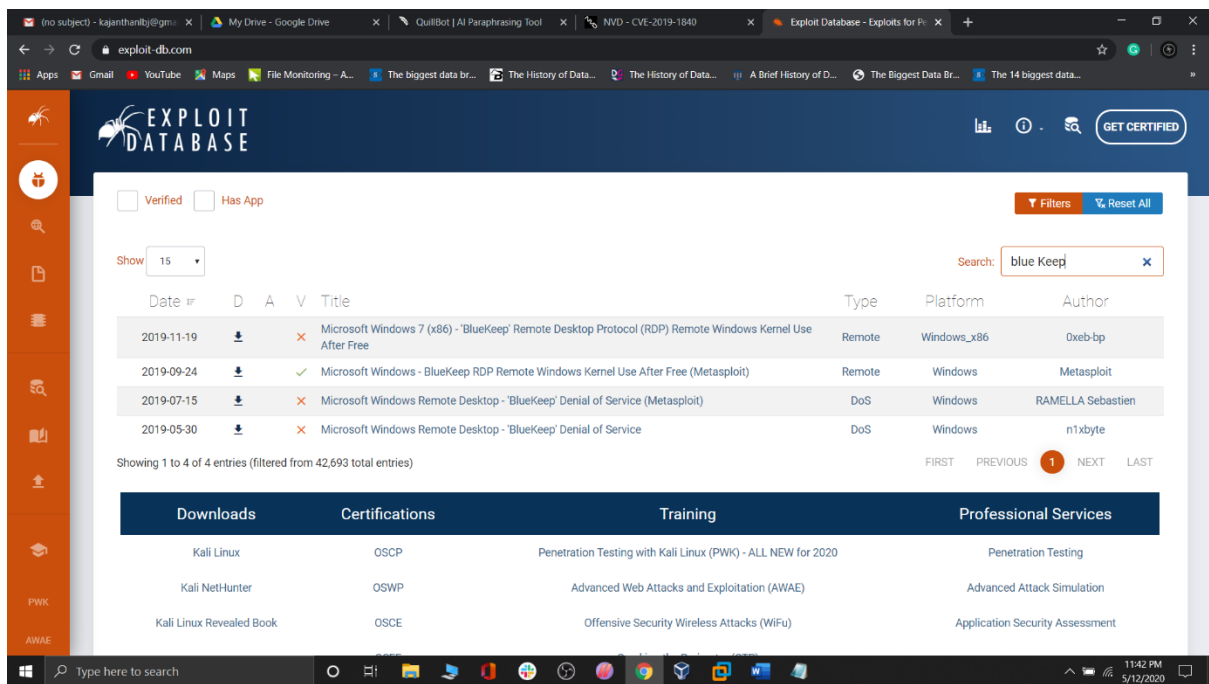 (no subject) - kajanthanlbj@gma
My Drive - Google Drive
QuillBot | AI Paraphrasing Tool
NVD - CVE-2019-1840
Exploit Database - Exploits for Pe
exploit-db.com
Apps Gmail YouTube Maps File Monitoring – A... The biggest data br... The History of Data... The History of Data... A Brief History of D... The Biggest Data Br... The 14 biggest data...
EXPLOIT
DATABASE
GET CERTIFIED
Verified Has App
Filters Reset All
Show 15
Search: blue Keep
Date D A V Title Type Platform Author
2019-11-19 Microsoft Windows 7 (x86) - 'BlueKeep' Remote Desktop Protocol (RDP) Remote Windows Kernel Use
After Free Remote Windows_x86 0xeb-bp
2019-09-24 Microsoft Windows - BlueKeep RDP Remote Windows Kernel Use After Free (Metasploit) Remote Windows Metasploit
2019-07-15 Microsoft Windows Remote Desktop - 'BlueKeep' Denial of Service (Metasploit) DoS Windows RAMELLA Sebastien
2019-05-30 Microsoft Windows Remote Desktop - 'BlueKeep' Denial of Service DoS Windows n1xbyte
Showing 1 to 4 of 4 entries (filtered from 42,693 total entries)
FIRST PREVIOUS 1 NEXT LAST
Downloads Certifications Training Professional Services
Kali Linux OSCP Penetration Testing with Kali Linux (PWK) - ALL NEW for 2020 Penetration Testing
Kali NetHunter OSWP Advanced Web Attacks and Exploitation (AWAE) Advanced Attack Simulation
Kali Linux Revealed Book OSCE Offensive Security Wireless Attacks (WiFu) Application Security Assessment
PWK
AWAE
Type here to search
11:42 PM
5/12/2020